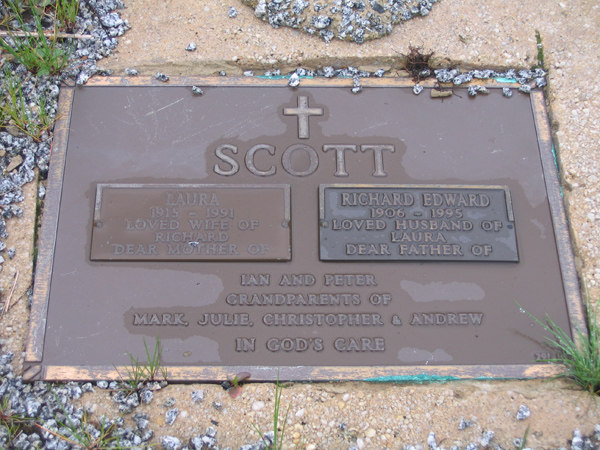 SCOTT
LAURA
1915 - 1991
LOVED WIFE OF
RICHARD
DEAR MOTHER OF
RICHARD EDWARD
1906 - 1995
LOVED HUSBAND OF
LAURA
DEAR FATHER OF
IAN AND PETER
GRANDPARENTS OF
MARK, JULIE, CHRISTOPHER & ANDREW
IN GOD'S CARE